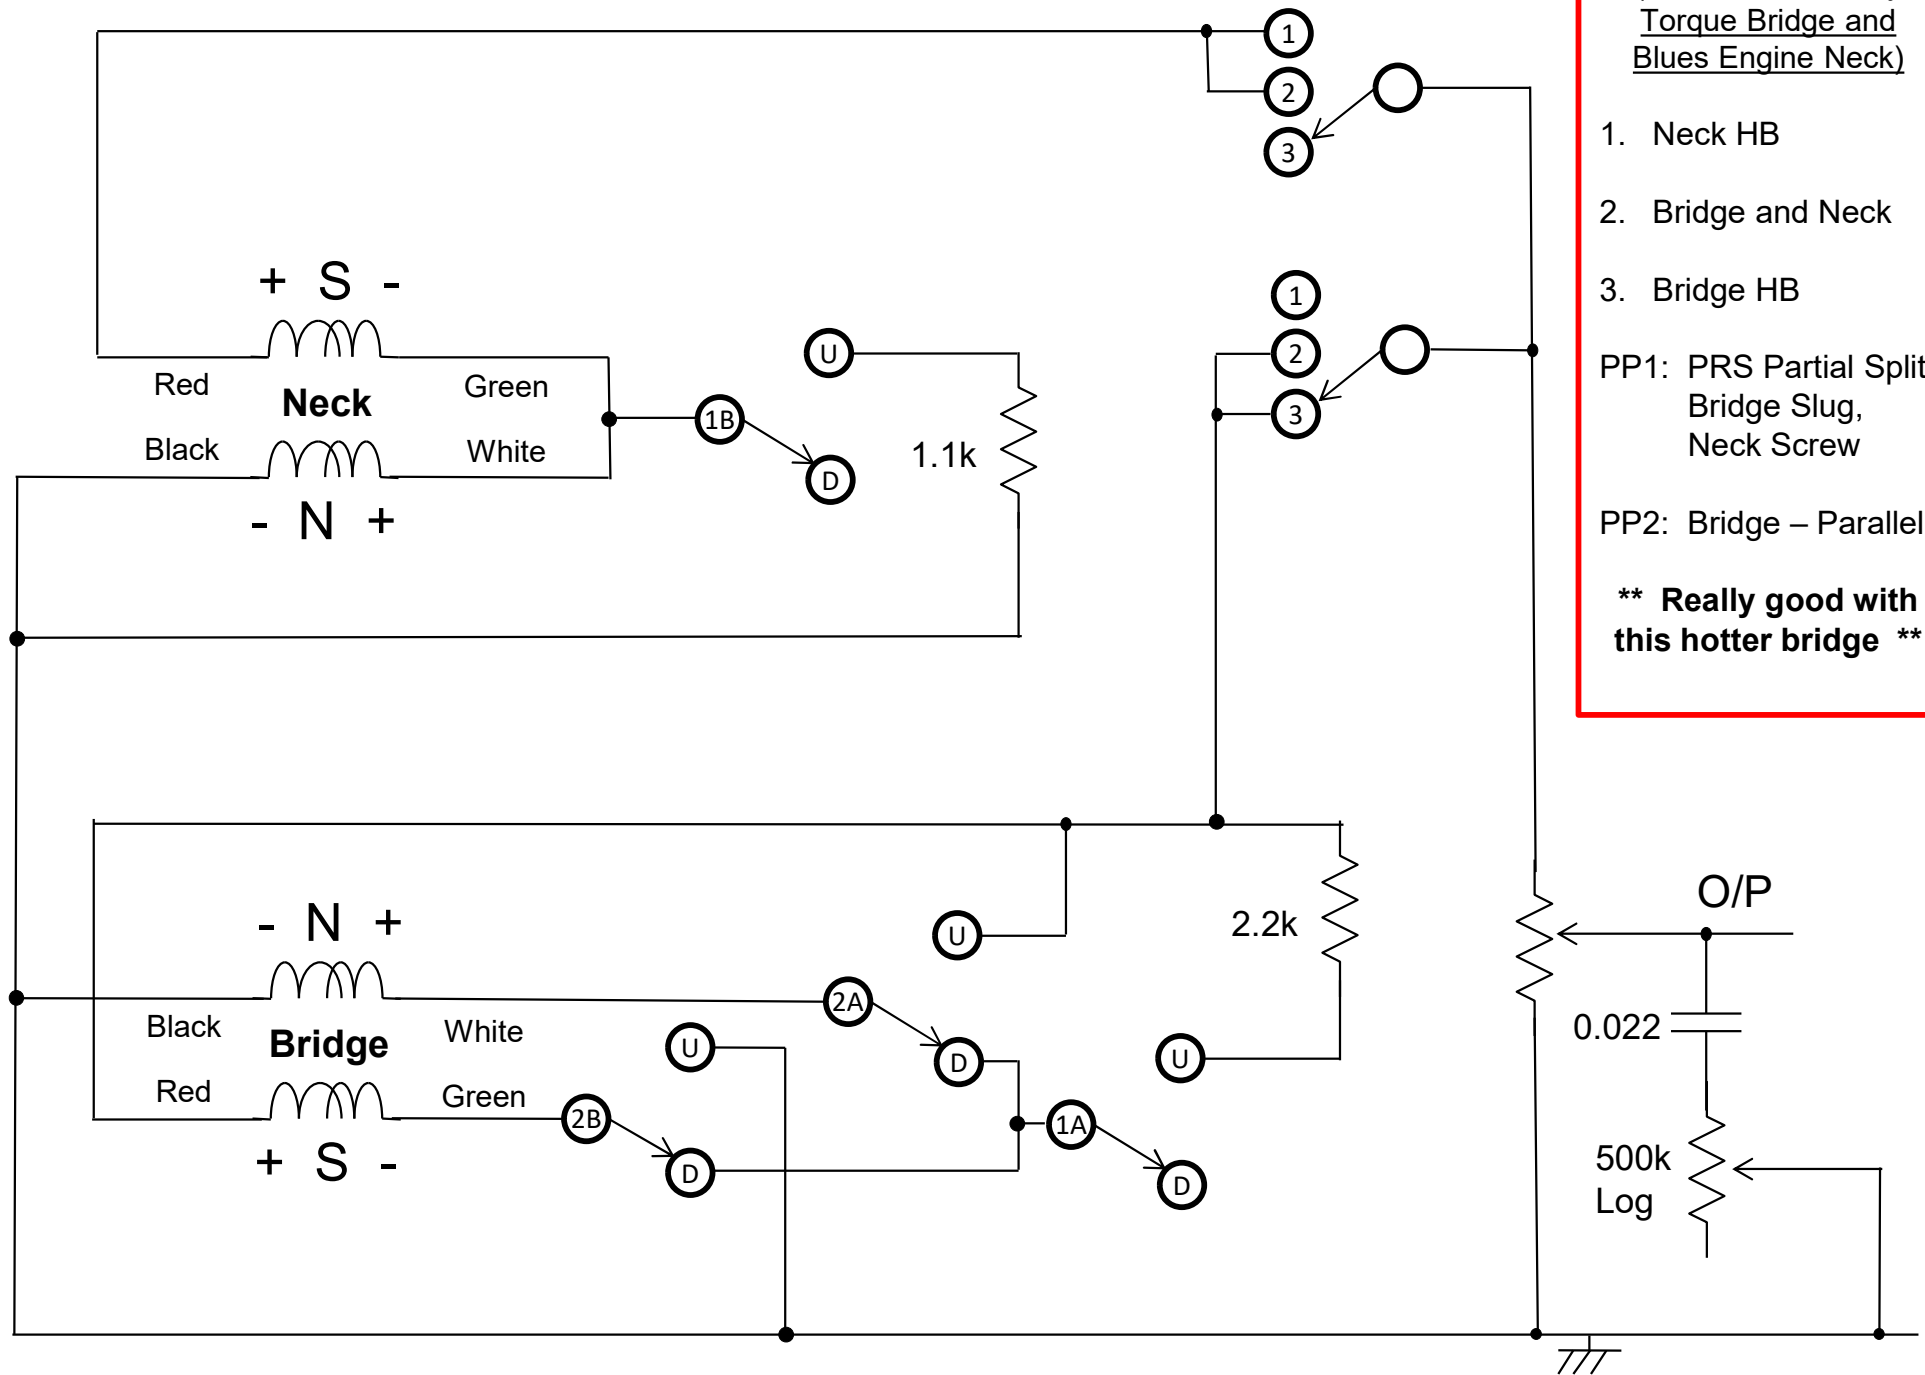 1
2
3
Torque Bridge and
Blues Engine Neck)
1. Neck HB
2. Bridge and Neck
3. Bridge HB
PP1: PRS Partial Split
Bridge Slug,
Neck Screw
PP2: Bridge – Parallel
** Really good with
this hotter bridge **
+ S -
Red
Green
Neck
Black
White
- N +
1B
U
D
1.1k
1
2
3
- N +
Black
White
Bridge
Red
Green
+ S -
2B
U
D
2A
U
D
1A
U
D
2.2k
O/P
0.022
500k
Log